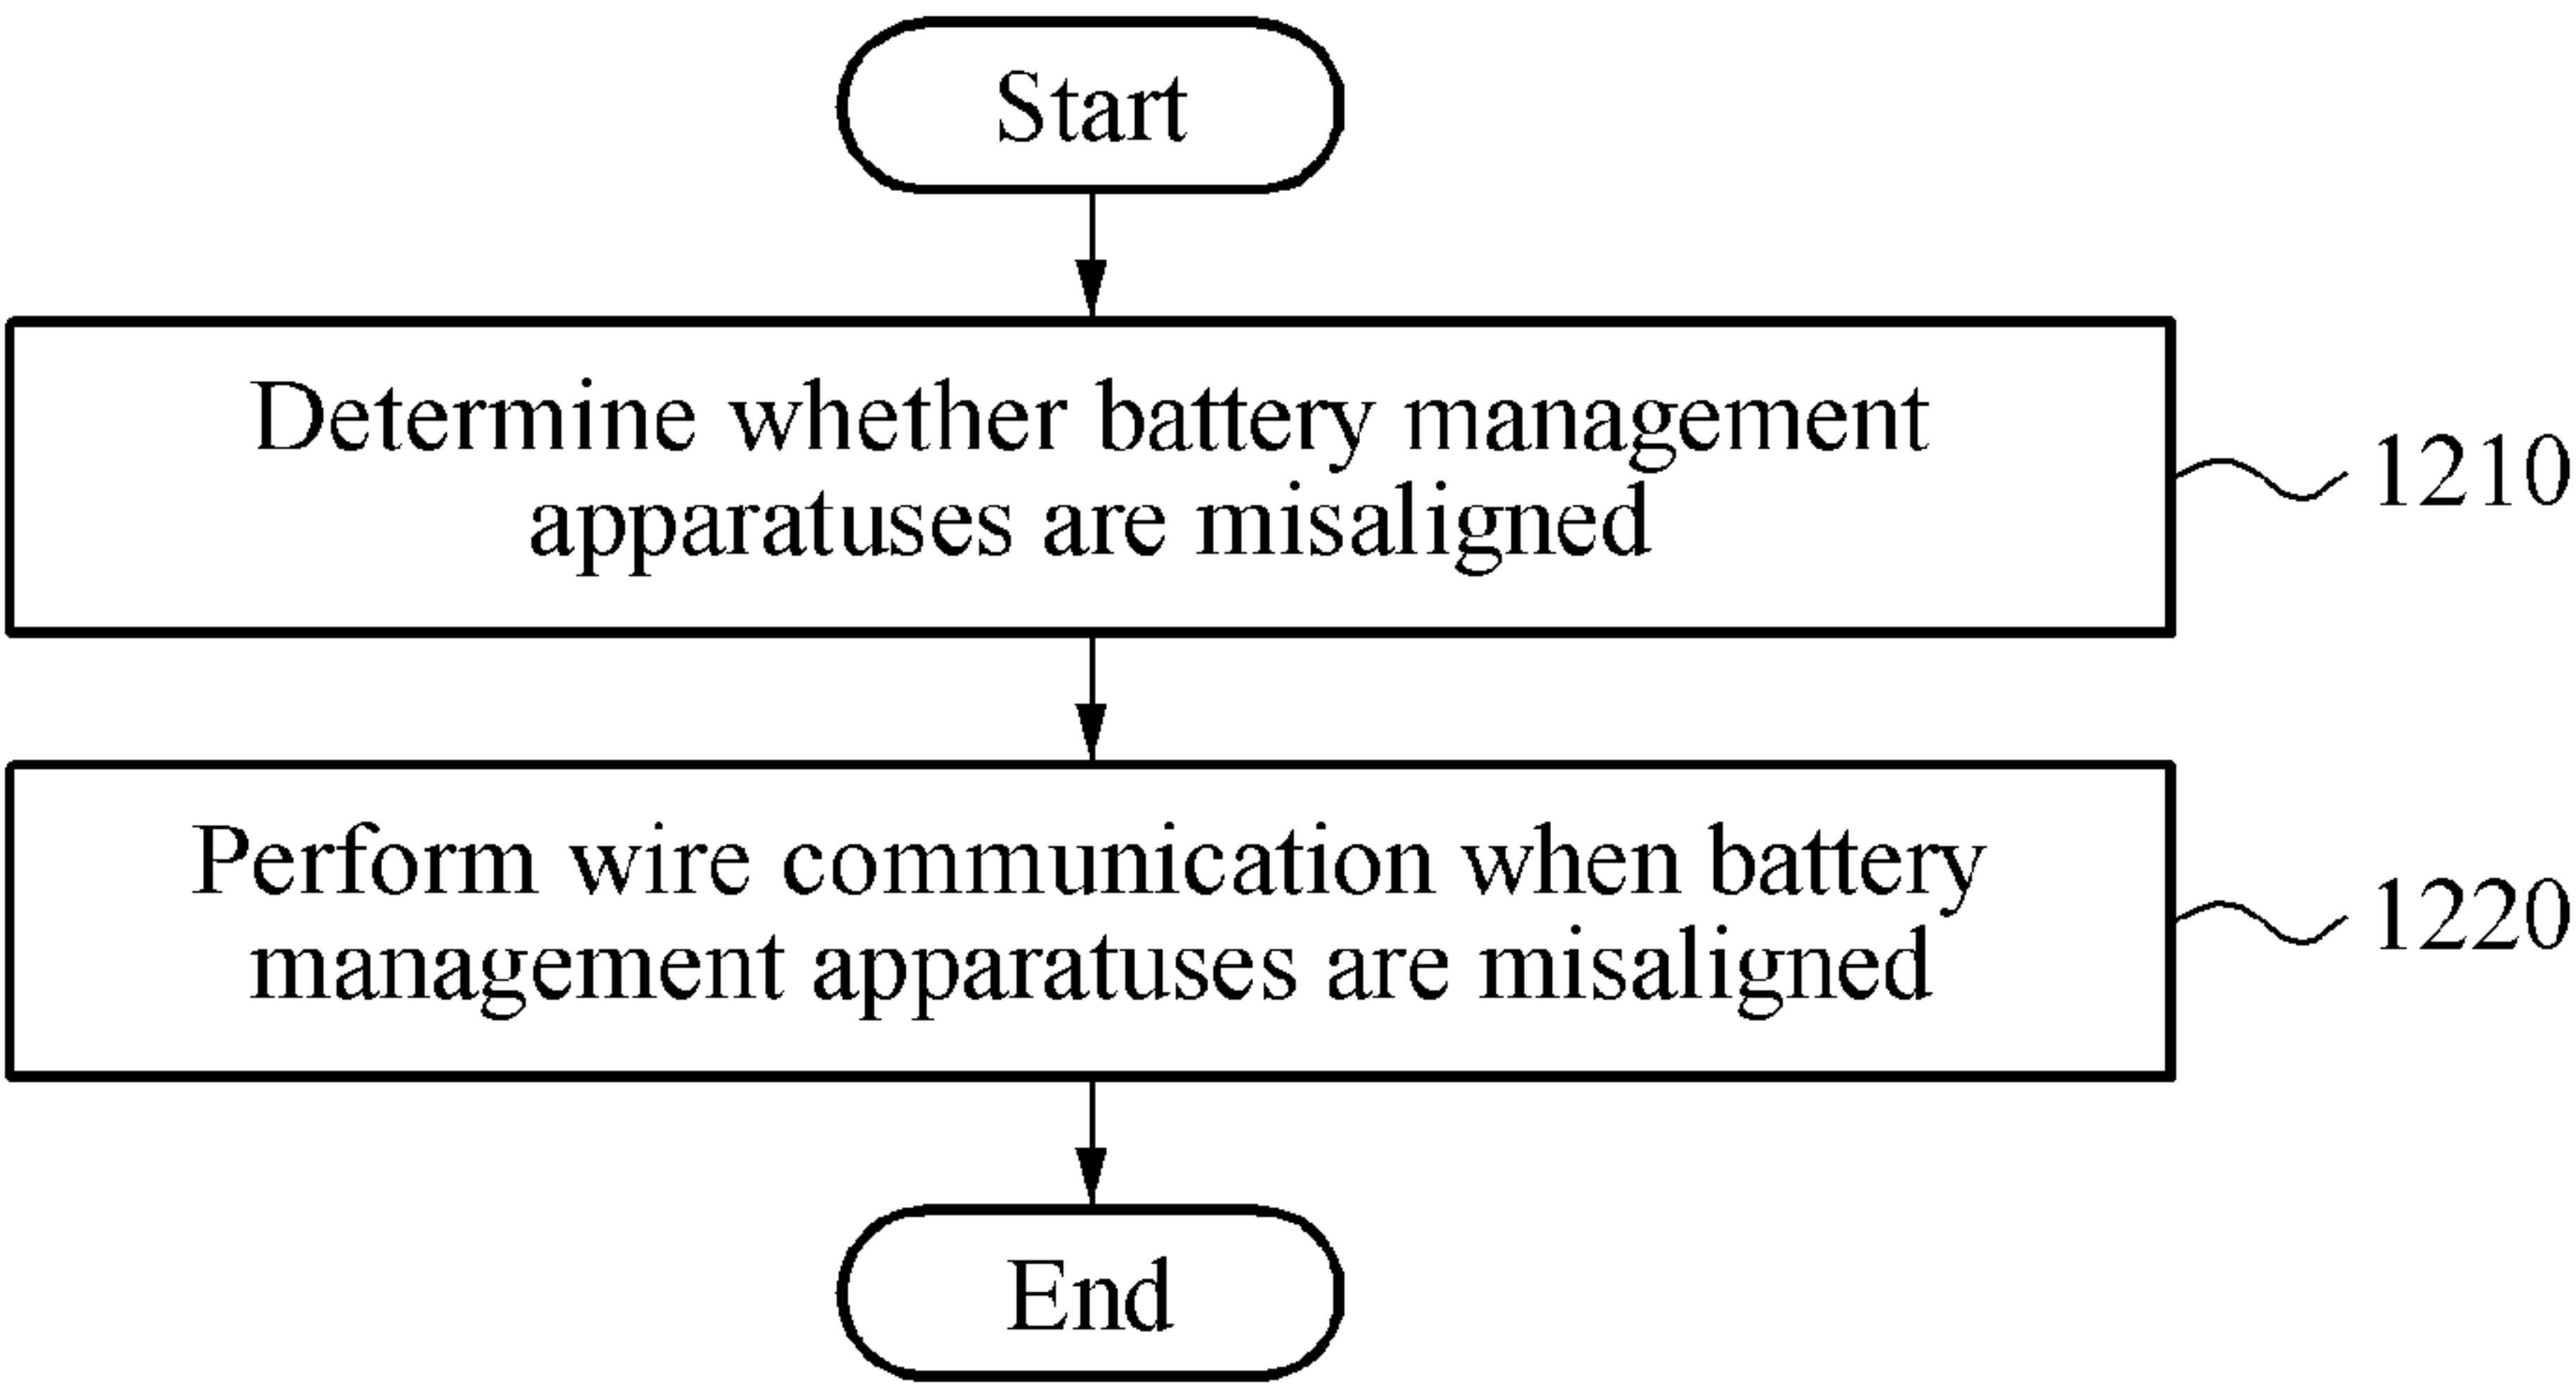 Start
Determine whether battery management
apparatuses are misaligned
1210
Perform wire communication when battery
management apparatuses are misaligned
1220
End